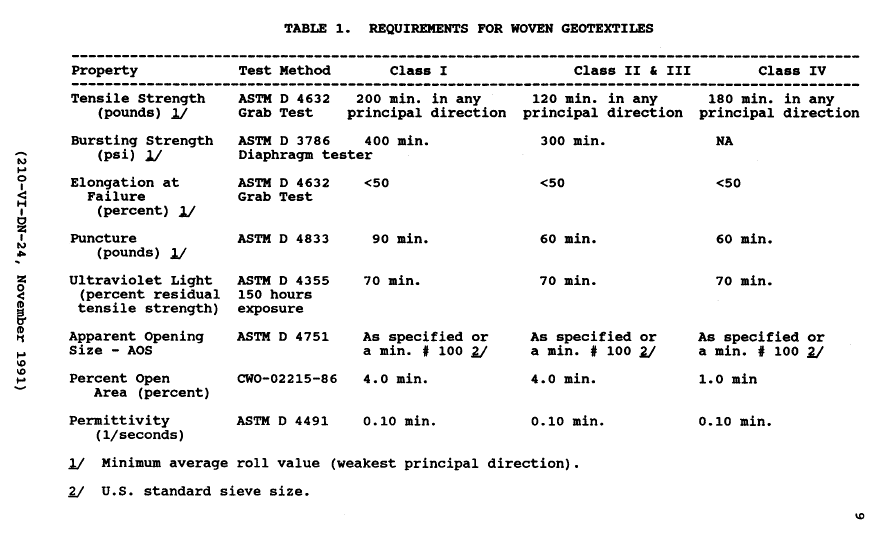 TABLE 1. REQUIREMENTS FOR WOVEN GEOTEXTILES
Property Test Method Class I Class II & III Class IV
Tensile Strength ASTM D 4632 200 min. in any 120 min. in any 180 min. in any
(pounds) 1/ Grab Test principal direction principal direction principal direction
Bursting Strength ASTM D 3786 400 min. 300 min. NA
(psi) 1/ Diaphragm tester
Elongation at ASTM D 4632 <50 <50 <50
Failure Grab Test
(percent) 1/
Puncture ASTM D 4833 90 min. 60 min. 60 min.
(pounds) 1/
Ultraviolet Light ASTM D 4355 70 min. 70 min. 70 min.
(percent residual 150 hours
tensile strength) exposure
Apparent Opening ASTM D 4751 As specified or As specified or As specified or
Size - AOS a min. # 100 2/ a min. # 100 2/ a min. # 100 2/
Percent Open CWO-02215-86 4.0 min. 4.0 min. 1.0 min
Area (percent)
Permittivity ASTM D 4491 0.10 min. 0.10 min. 0.10 min.
(1/seconds)
1/ Minimum average roll value (weakest principal direction).
2/ U.S. standard sieve size.
(210-VI-DN-24, November 1991)
9